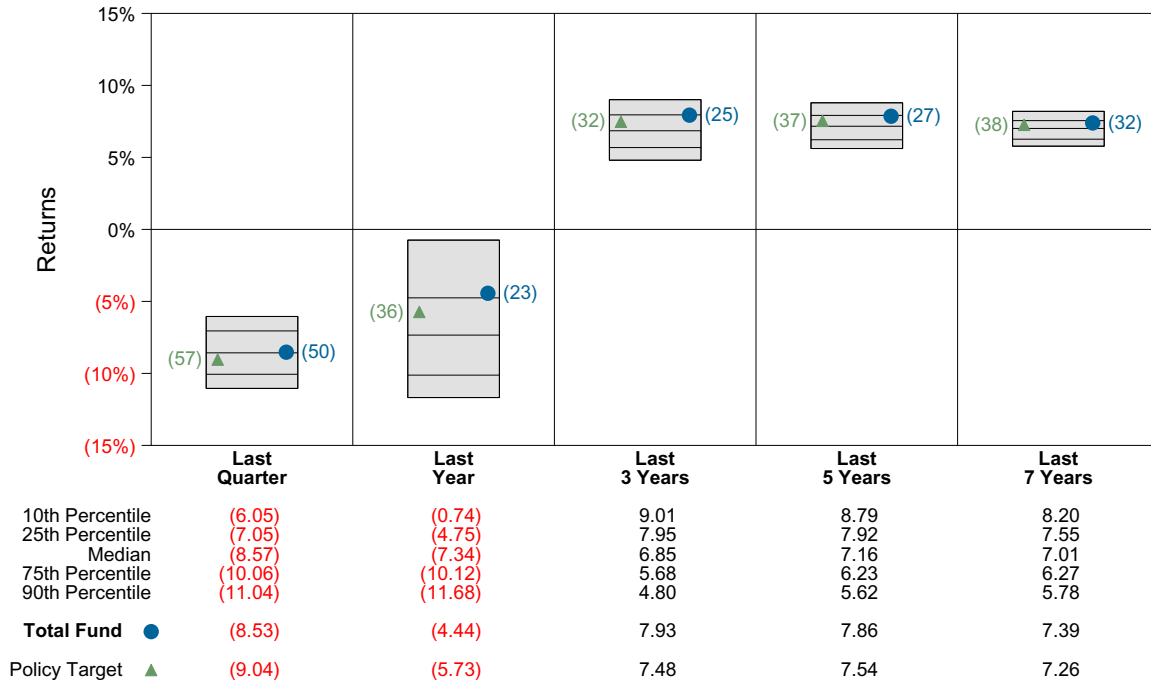 15%
10%
5%
0%
(5%)
(10%)
(15%)
Returns
(57)
(50)
(36)
(23)
(32)
(25)
(37)
(27)
(38)
(32)
Last Quarter
Last Year
Last 3 Years
Last 5 Years
Last 7 Years
10th Percentile (6.05) (0.74) 9.01 8.79 8.20
25th Percentile (7.05) (4.75) 7.95 7.92 7.55
Median (8.57) (7.34) 6.85 7.16 7.01
75th Percentile (10.06) (10.12) 5.68 6.23 6.27
90th Percentile (11.04) (11.68) 4.80 5.62 5.78
Total Fund (8.53) (4.44) 7.93 7.86 7.39
Policy Target (9.04) (5.73) 7.48 7.54 7.26